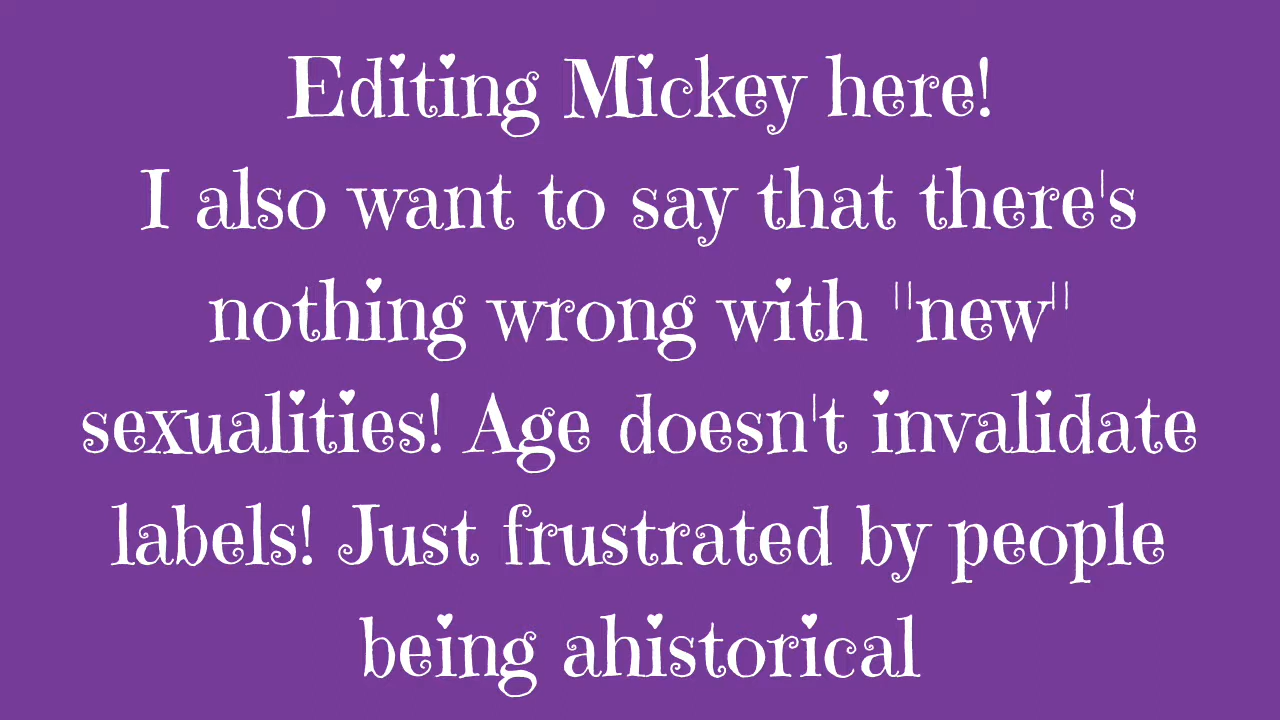 Editing Mickey here!
I also want to say that there's
nothing wrong with "new"
sexualities! Age doesn't invalidate
labels! Just frustrated by people
being ahistorical